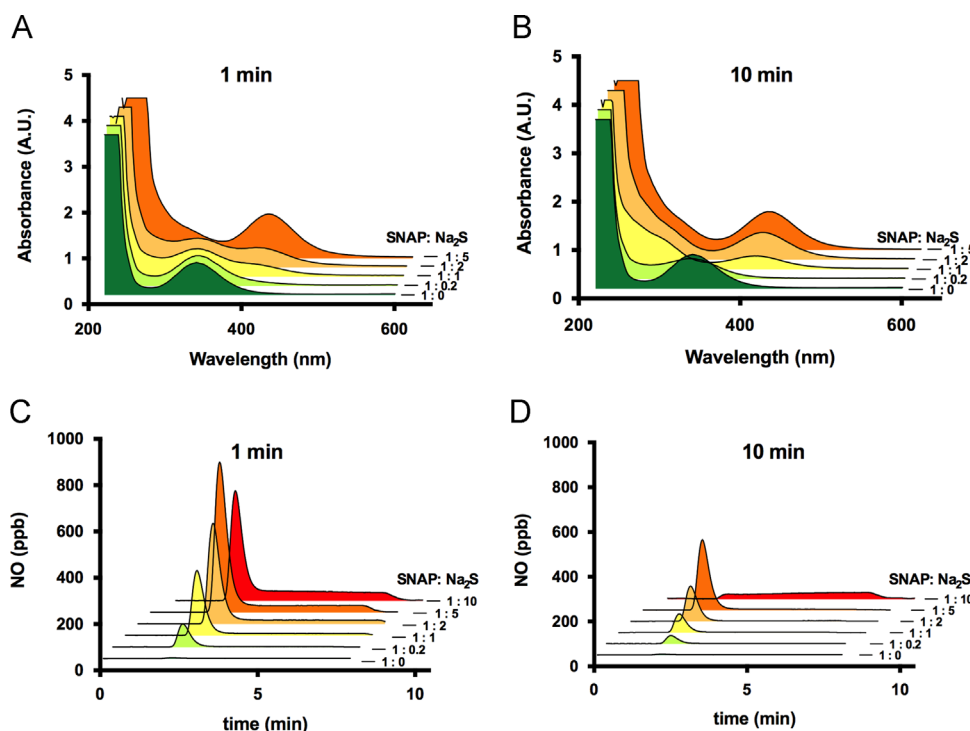 A
B
1 min
10 min
Absorbance (A.U.)
5
4
3
2
1
0
SNAP: Na₂S
— 1 : 5
— 1 : 2
— 1 : 1
— 1 : 0.2
— 1 : 0
200
400
600
Wavelength (nm)
Absorbance (A.U.)
5
4
3
2
1
0
SNAP: Na₂S
— 1 : 5
— 1 : 2
— 1 : 1
— 1 : 0.2
— 1 : 0
200
400
600
Wavelength (nm)
C
D
1 min
10 min
NO (ppb)
1000
800
600
400
200
0
SNAP: Na₂S
— 1 : 10
— 1 : 5
— 1 : 2
— 1 : 1
— 1 : 0.2
— 1 : 0
0
5
10
time (min)
NO (ppb)
1000
800
600
400
200
0
SNAP: Na₂S
— 1 : 10
— 1 : 5
— 1 : 2
— 1 : 1
— 1 : 0.2
— 1 : 0
0
5
10
time (min)